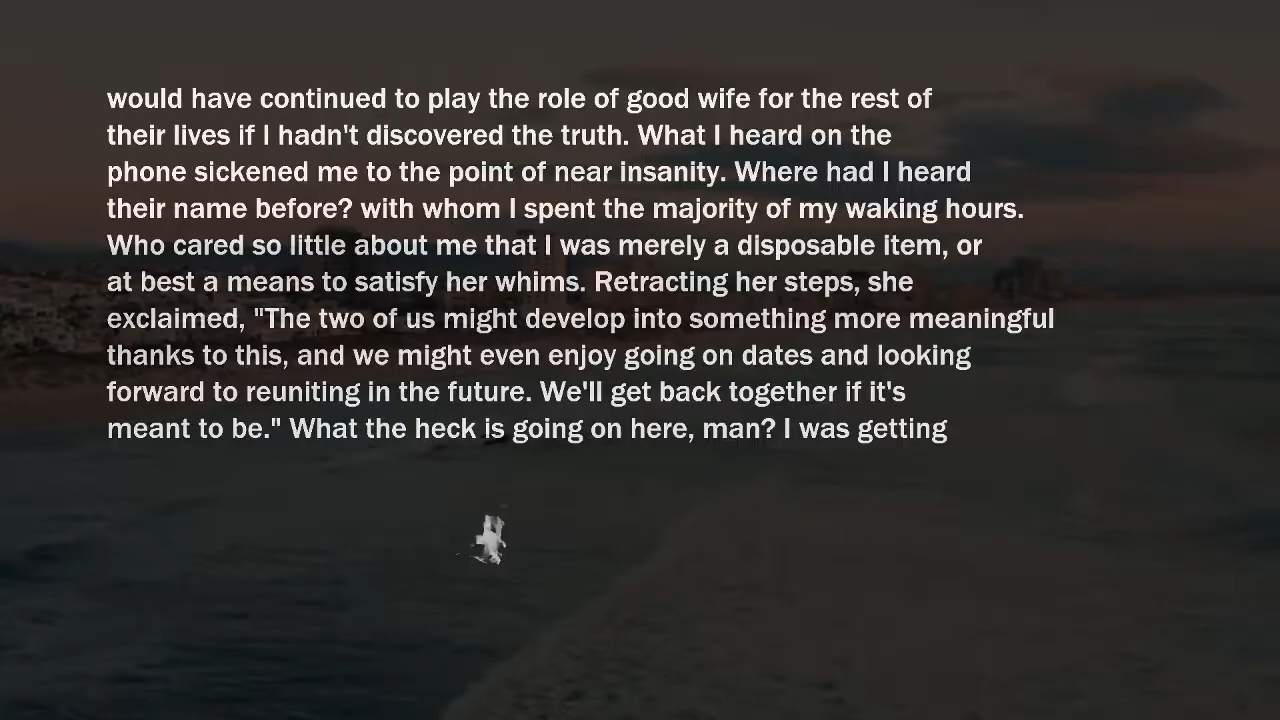 would have continued to play the role of good wife for the rest of
their lives if I hadn't discovered the truth. What I heard on the
phone sickened me to the point of near insanity. Where had I heard
their name before? with whom I spent the majority of my waking hours.
Who cared so little about me that I was merely a disposable item, or
at best a means to satisfy her whims. Retracting her steps, she
exclaimed, "The two of us might develop into something more meaningful
thanks to this, and we might even enjoy going on dates and looking
forward to reuniting in the future. We'll get back together if it's
meant to be." What the heck is going on here, man? I was getting